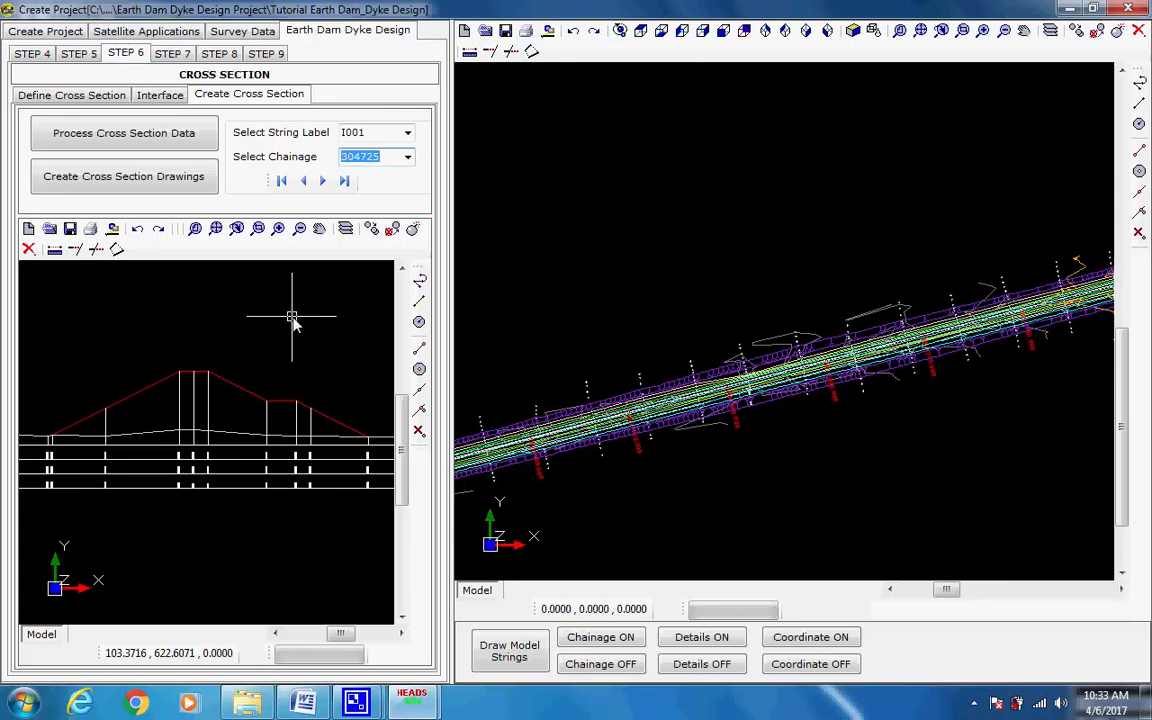 Create Project[C:\...\Earth Dam Dyke Design Project\Tutorial Earth Dam_Dyke Design]
Create Project Satellite Applications Survey Data Earth Dam Dyke Design
STEP 4 STEP 5 STEP 6 STEP 7 STEP 8 STEP 9
CROSS SECTION
Define Cross Section Interface Create Cross Section
Process Cross Section Data Select String Label I001
Create Cross Section Drawings Select Chainage 304725
Y
Z X
Model
103.3716 , 622.6071 , 0.0000
Y
Z X
Model
0.0000 , 0.0000 , 0.0000
Draw Model Strings
Chainage ON Details ON Coordinate ON
Chainage OFF Details OFF Coordinate OFF
HEADS
10:33 AM
4/6/2017